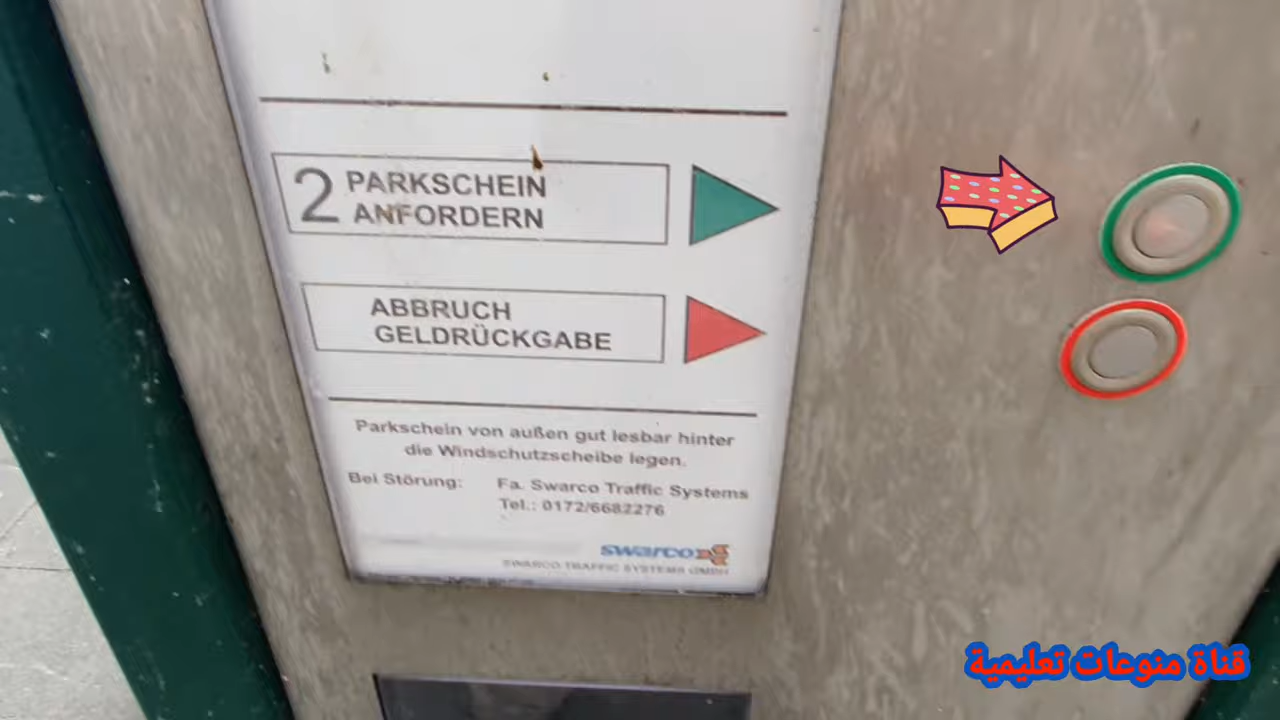 2 PARKSCHEIN
ANFORDERN
ABBRUCH
GELDRÜCKGABE
Parkschein von außen gut lesbar hinter
die Windschutzscheibe legen.
Bei Störung: Fa. Swarco Traffic Systems
Tel.: 0172/6682276
swarco
SWARCO TRAFFIC SYSTEMS GMBH
قناة منوعات تعليمية